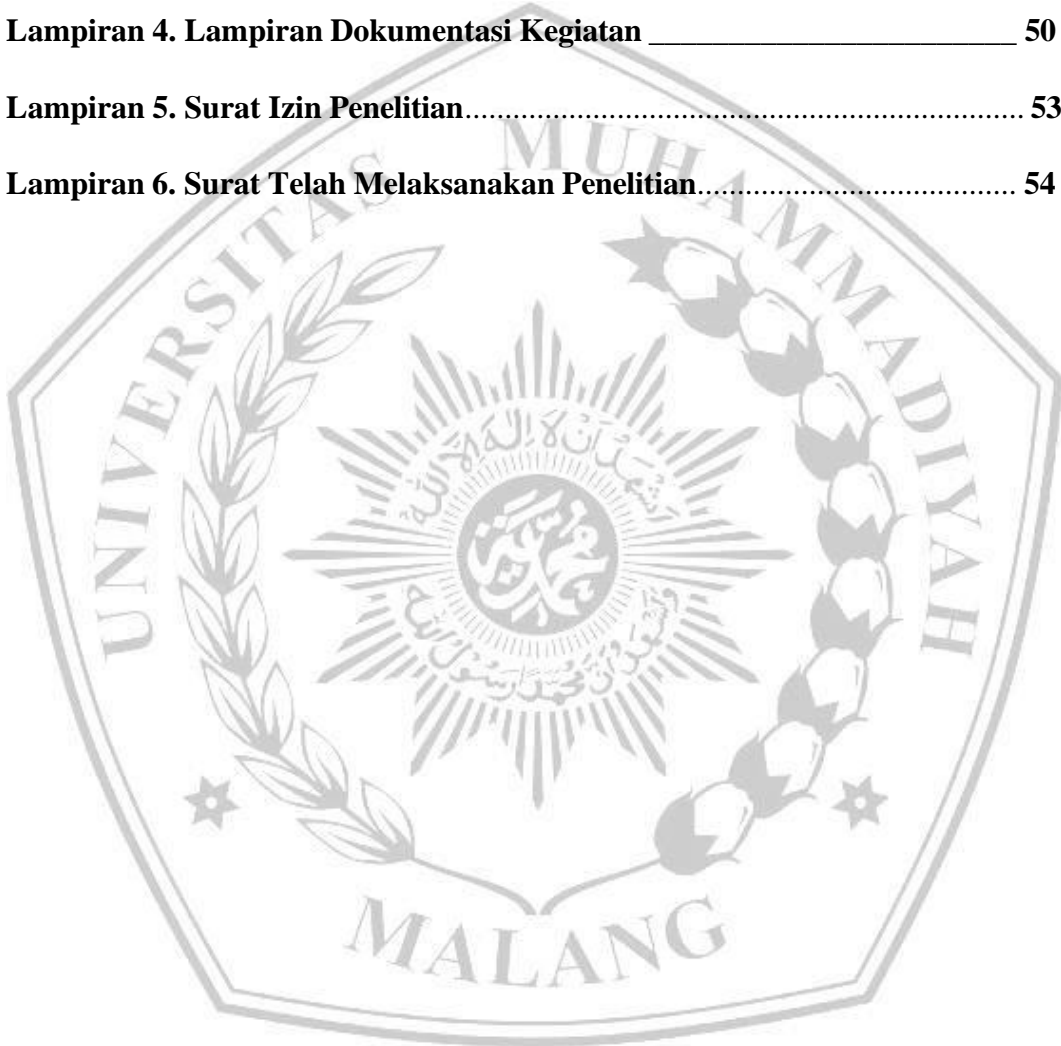 Lampiran 4. Lampiran Dokumentasi Kegiatan _______________________ 50
Lampiran 5. Surat Izin Penelitian...................................................................... 53
Lampiran 6. Surat Telah Melaksanakan Penelitian........................................ 54
UNIVERSITAS MUHAMMADIYAH
MALANG